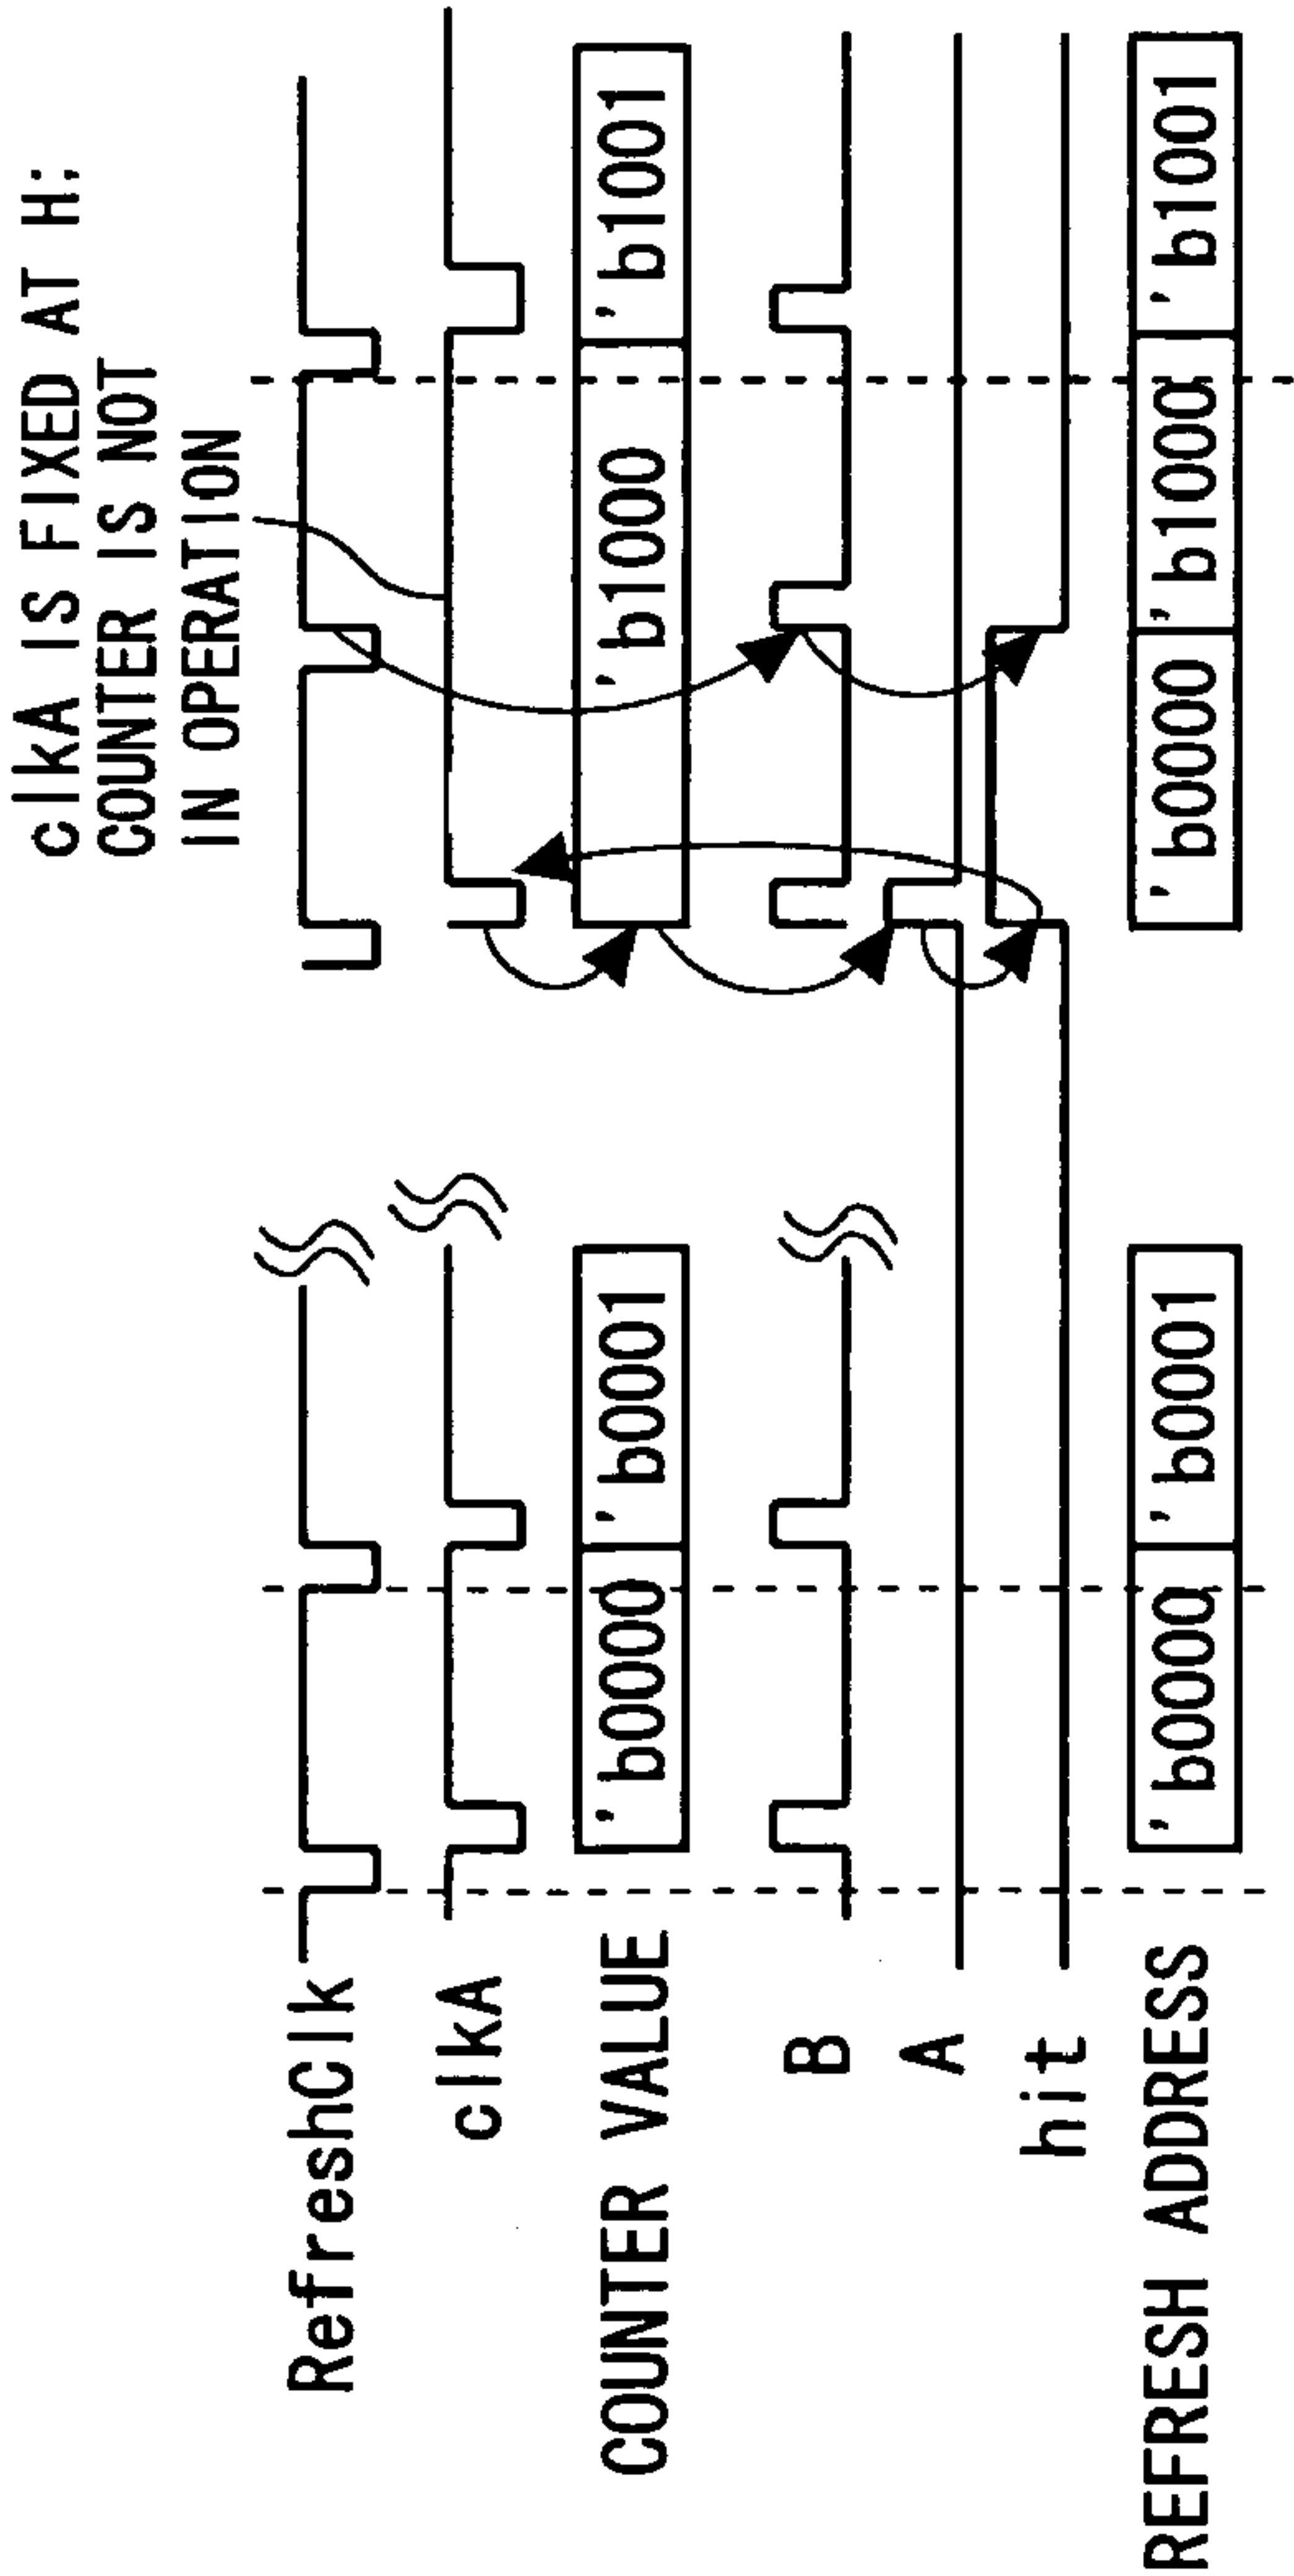 clkA IS FIXED AT H;
COUNTER IS NOT
IN OPERATION
RefreshClk
clkA
COUNTER VALUE 'b0000 'b0001 'b1000 'b1001
B
A
hit
REFRESH ADDRESS 'b0000 'b0001 'b0000 'b1000 'b1001